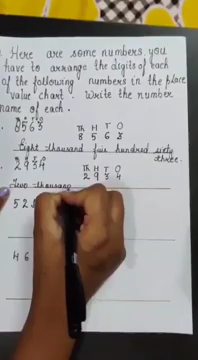 Here are some numbers, you
have to arrange the digits of each
of the following numbers in the place
value chart. Write the number
name of each.
8563
Th H T O
8 5 6 3
Eight thousand five hundred sixty
three.
2934
Th H T O
2 9 3 4
Two thousand
52
46